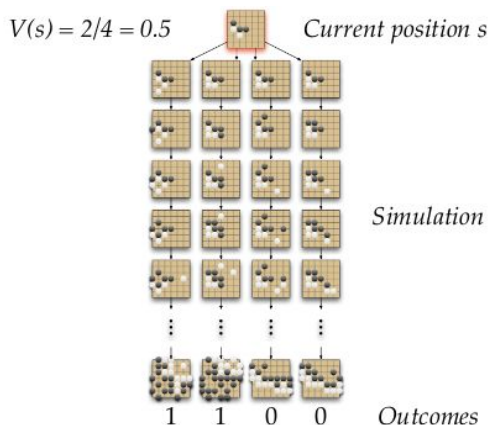 V(s) = 2/4 = 0.5
Current position s
Simulation
1 1 0 0
Outcomes